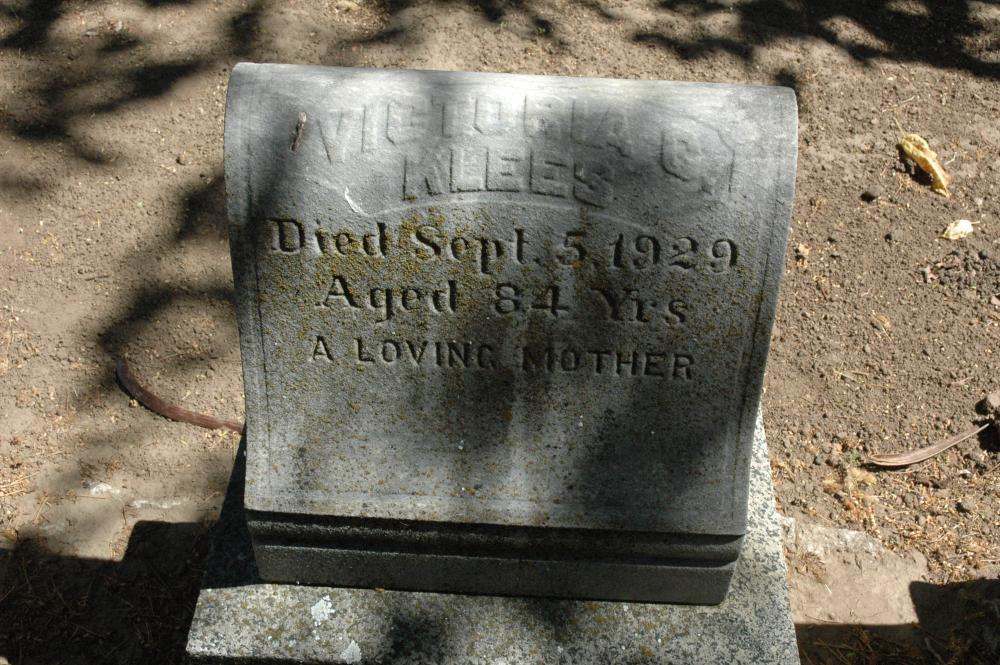 VICTORIA C.
KLEES
Died Sept. 5, 1929
Aged 84 Yrs
A LOVING MOTHER